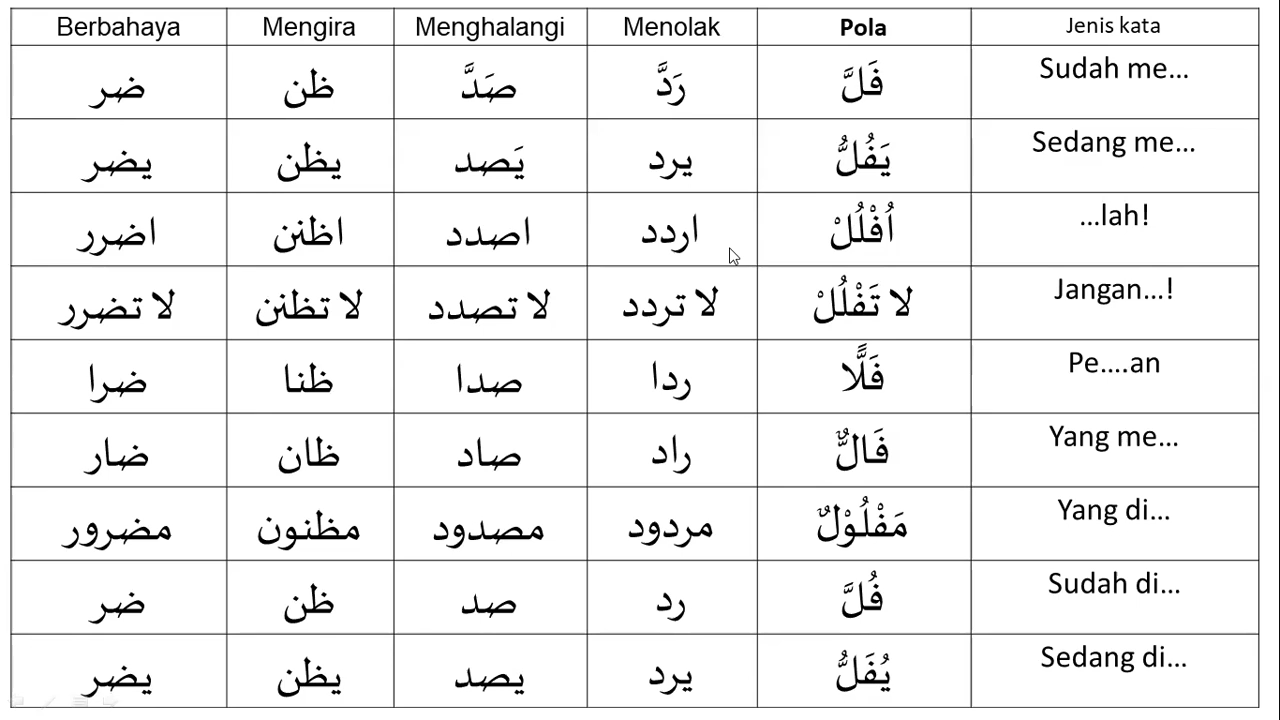 Berbahaya Mengira Menghalangi Menolak Pola Jenis kata
ضر ظن صَدَّ رَدَّ فَلَّ Sudah me...
يضر يظن يَصد يرد يَفُلُّ Sedang me...
اضرر اظنن اصدد اردد اُفْلُلْ ...lah!
لا تضرر لا تظنن لا تصدد لا تردد لا تَفْلُلْ Jangan...!
ضرا ظنا صدا ردا فَلًّا Pe....an
ضار ظان صاد راد فَالٌّ Yang me...
مضرور مظنون مصدود مردود مَفْلُوْلٌ Yang di...
ضر ظن صد رد فُلَّ Sudah di...
يضر يظن يصد يرد يُفَلُّ Sedang di...